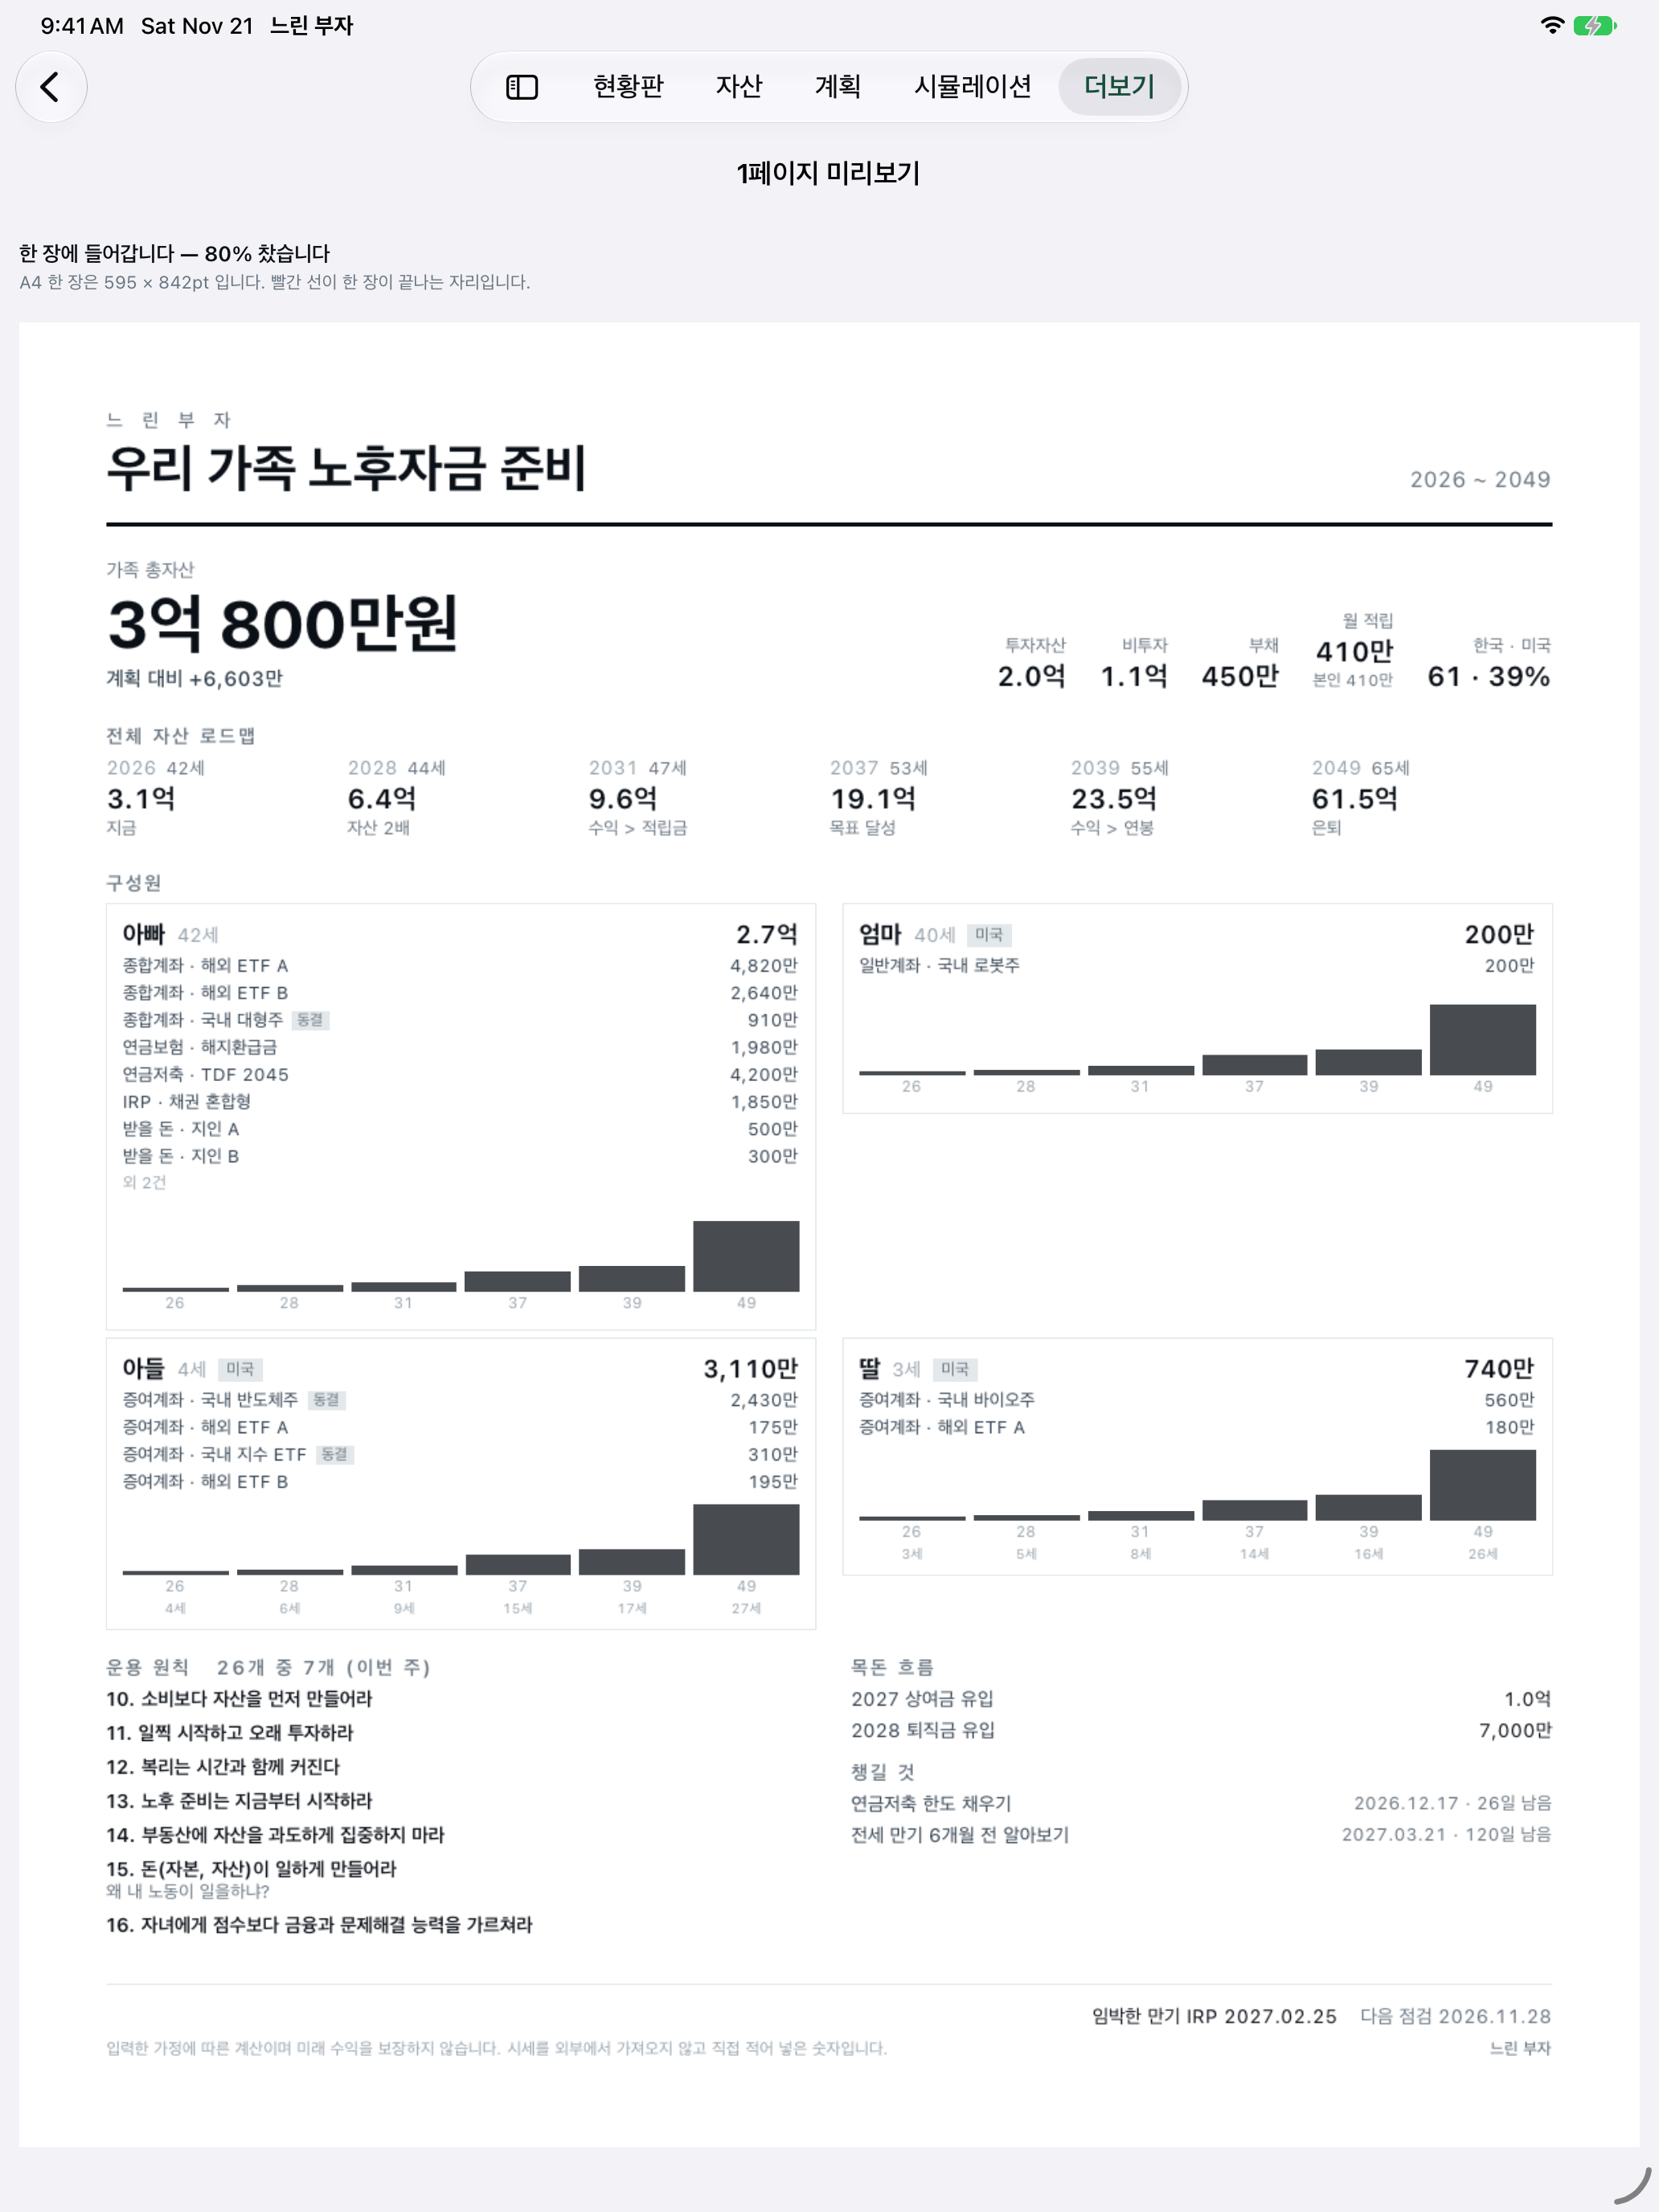 9:41 AM Sat Nov 21 느린 부자
현황판 자산 계획 시뮬레이션 더보기
1페이지 미리보기
한 장에 들어갑니다 — 80% 찼습니다
A4 한 장은 595 × 842pt 입니다. 빨간 선이 한 장이 끝나는 자리입니다.
느 린 부 자
우리 가족 노후자금 준비
2026 ~ 2049
가족 총자산
3억 800만원
계획 대비 +6,603만
투자자산
2.0억
비투자
1.1억
부채
450만
월 적립
410만
본인 410만
한국 · 미국
61 · 39%
전체 자산 로드맵
2026 42세
3.1억
지금
2028 44세
6.4억
자산 2배
2031 47세
9.6억
수익 > 적립금
2037 53세
19.1억
목표 달성
2039 55세
23.5억
수익 > 연봉
2049 65세
61.5억
은퇴
구성원
아빠 42세 2.7억
종합계좌 · 해외 ETF A 4,820만
종합계좌 · 해외 ETF B 2,640만
종합계좌 · 국내 대형주 동결 910만
연금보험 · 해지환급금 1,980만
연금저축 · TDF 2045 4,200만
IRP · 채권 혼합형 1,850만
받을 돈 · 지인 A 500만
받을 돈 · 지인 B 300만
외 2건
26 28 31 37 39 49
엄마 40세 미국 200만
일반계좌 · 국내 로봇주 200만
26 28 31 37 39 49
아들 4세 미국 3,110만
증여계좌 · 국내 반도체주 동결 2,430만
증여계좌 · 해외 ETF A 175만
증여계좌 · 국내 지수 ETF 동결 310만
증여계좌 · 해외 ETF B 195만
26 28 31 37 39 49
4세 6세 9세 15세 17세 27세
딸 3세 미국 740만
증여계좌 · 국내 바이오주 560만
증여계좌 · 해외 ETF A 180만
26 28 31 37 39 49
3세 5세 8세 14세 16세 26세
운용 원칙 26개 중 7개 (이번 주)
10. 소비보다 자산을 먼저 만들어라
11. 일찍 시작하고 오래 투자하라
12. 복리는 시간과 함께 커진다
13. 노후 준비는 지금부터 시작하라
14. 부동산에 자산을 과도하게 집중하지 마라
15. 돈(자본, 자산)이 일하게 만들어라
왜 내 노동이 일을하냐?
16. 자녀에게 점수보다 금융과 문제해결 능력을 가르쳐라
목돈 흐름
2027 상여금 유입 1.0억
2028 퇴직금 유입 7,000만
챙길 것
연금저축 한도 채우기 2026.12.17 · 26일 남음
전세 만기 6개월 전 알아보기 2027.03.21 · 120일 남음
임박한 만기 IRP 2027.02.25 다음 점검 2026.11.28
입력한 가정에 따른 계산이며 미래 수익을 보장하지 않습니다. 시세를 외부에서 가져오지 않고 직접 적어 넣은 숫자입니다.
느린 부자